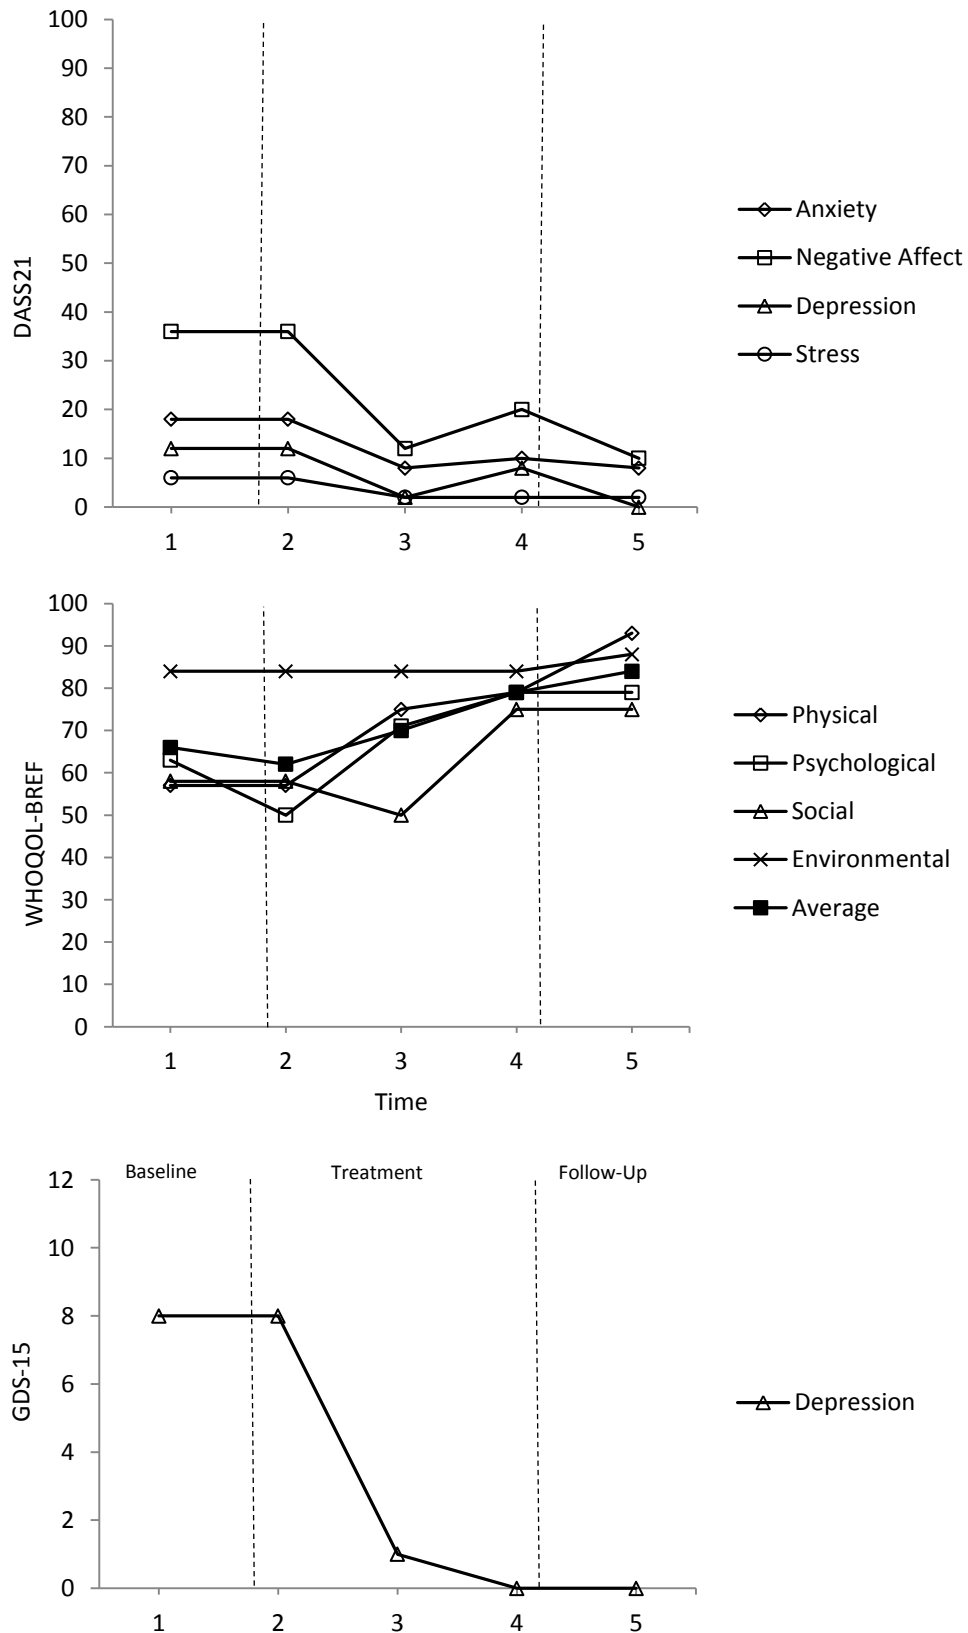 100
90
80
70
60
50
40
30
20
10
0
DASS21
1 2 3 4 5
Anxiety
Negative Affect
Depression
Stress
100
90
80
70
60
50
40
30
20
10
0
WHOQOL-BREF
1 2 3 4 5
Time
Physical
Psychological
Social
Environmental
Average
Baseline Treatment Follow-Up
12
10
8
6
4
2
0
GDS-15
1 2 3 4 5
Depression